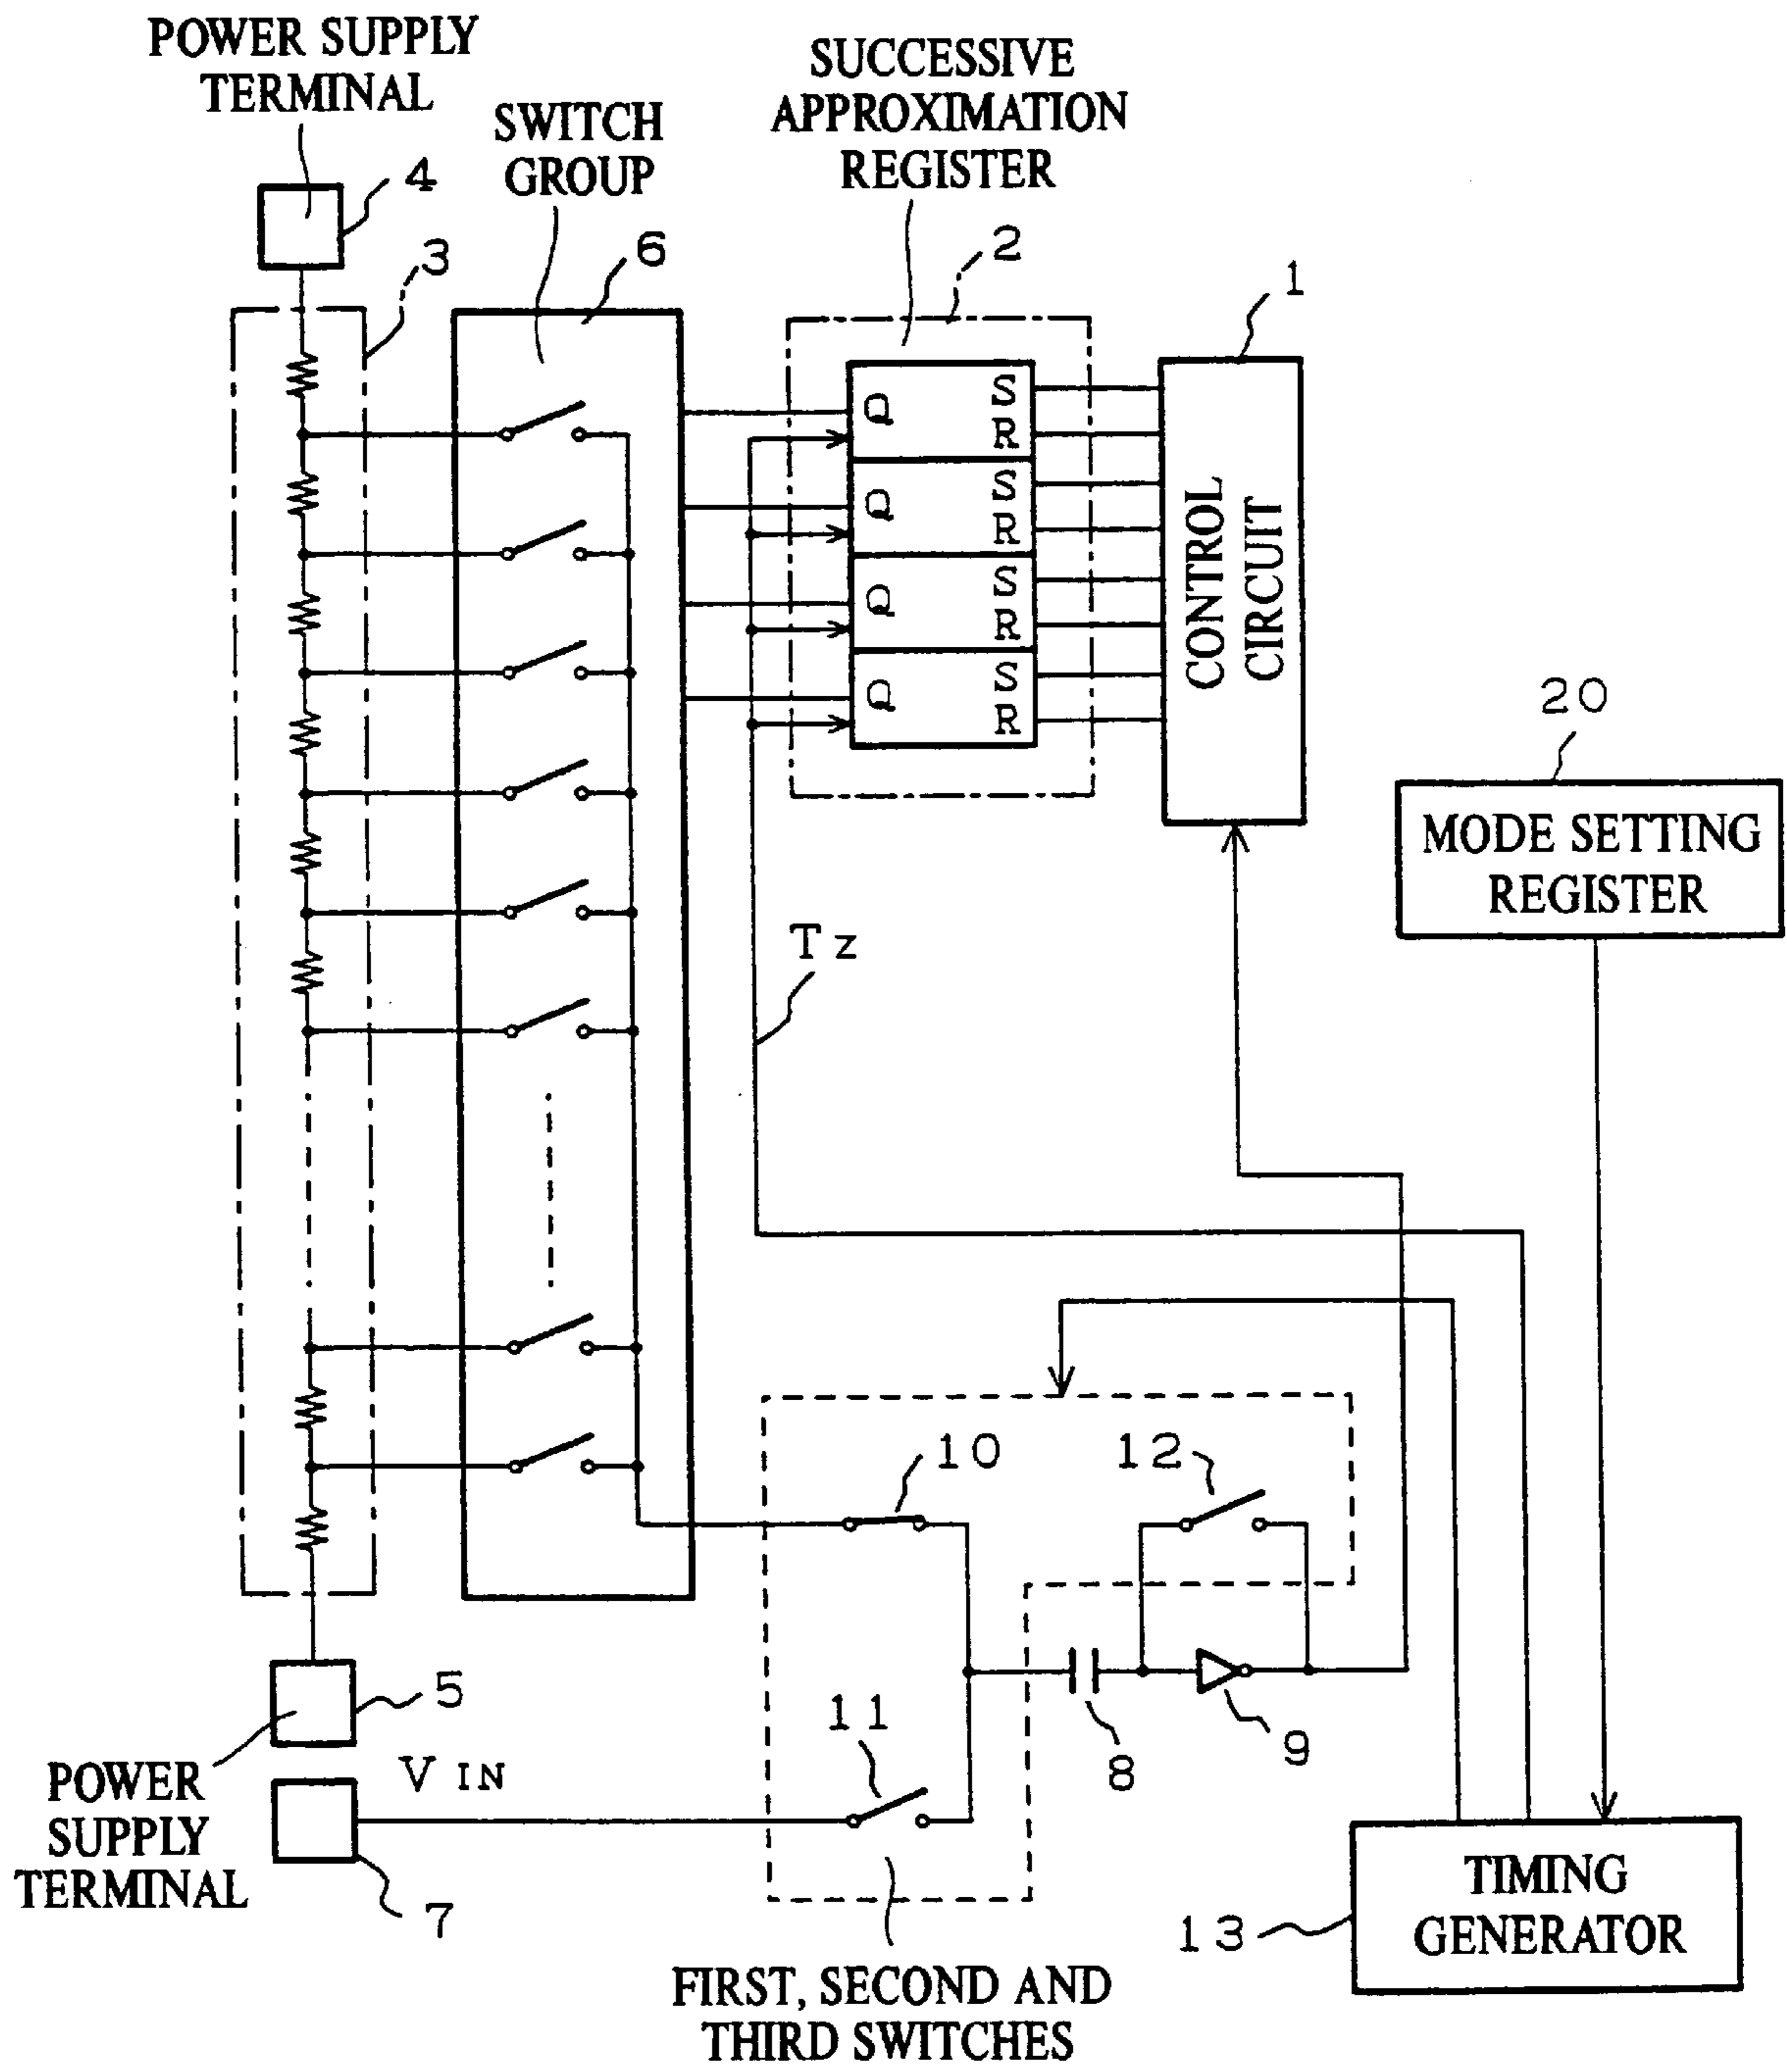 POWER SUPPLY
TERMINAL
4
3
SWITCH
GROUP
6
SUCCESSIVE
APPROXIMATION
REGISTER
2
1
Q S
R
Q S
R
Q S
R
Q S
R
CONTROL
CIRCUIT
20
MODE SETTING
REGISTER
Tz
10
12
5
POWER
SUPPLY
TERMINAL
VIN
7
11
8
9
13
TIMING
GENERATOR
FIRST, SECOND AND
THIRD SWITCHES